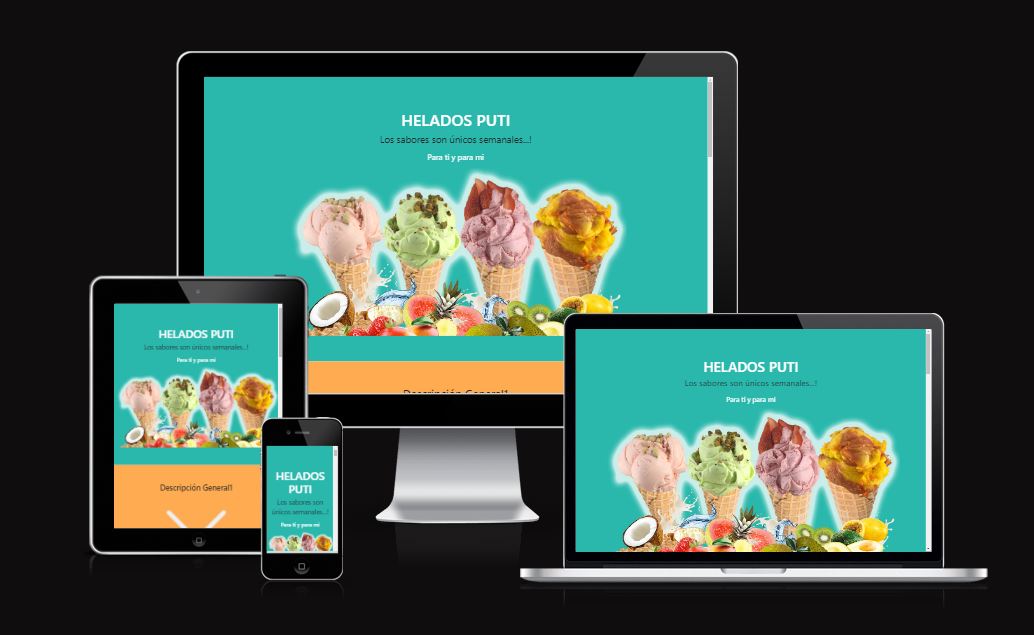 HELADOS PUTI
Los sabores son únicos semanales...!
Para ti y para mi
Descripción General1
HELADOS PUTI
Los sabores son únicos semanales...!
Para ti y para mi
Descripción General1
HELADOS
PUTI
Los sabores son
únicos semanales...!
Para ti y para mi
HELADOS PUTI
Los sabores son únicos semanales...!
Para ti y para mi